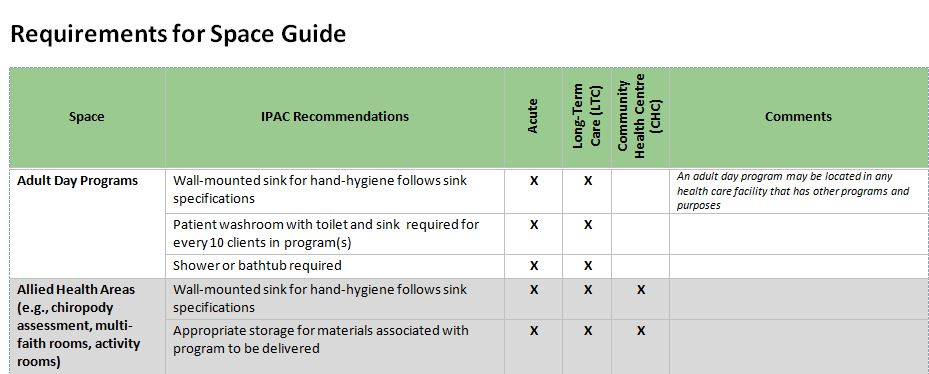 Requirements for Space Guide
Space
IPAC Recommendations
Acute
Long-Term
Care (LTC)
Community
Health Centre
(CHC)
Comments
Adult Day Programs
Wall-mounted sink for hand-hygiene follows sink
specifications
X
X
An adult day program may be located in any
health care facility that has other programs and
purposes
Patient washroom with toilet and sink required for
every 10 clients in program(s)
X
X
Shower or bathtub required
X
X
Allied Health Areas
(e.g., chiropody
assessment, multi-
faith rooms, activity
rooms)
Wall-mounted sink for hand-hygiene follows sink
specifications
X
X
X
Appropriate storage for materials associated with
program to be delivered
X
X
X